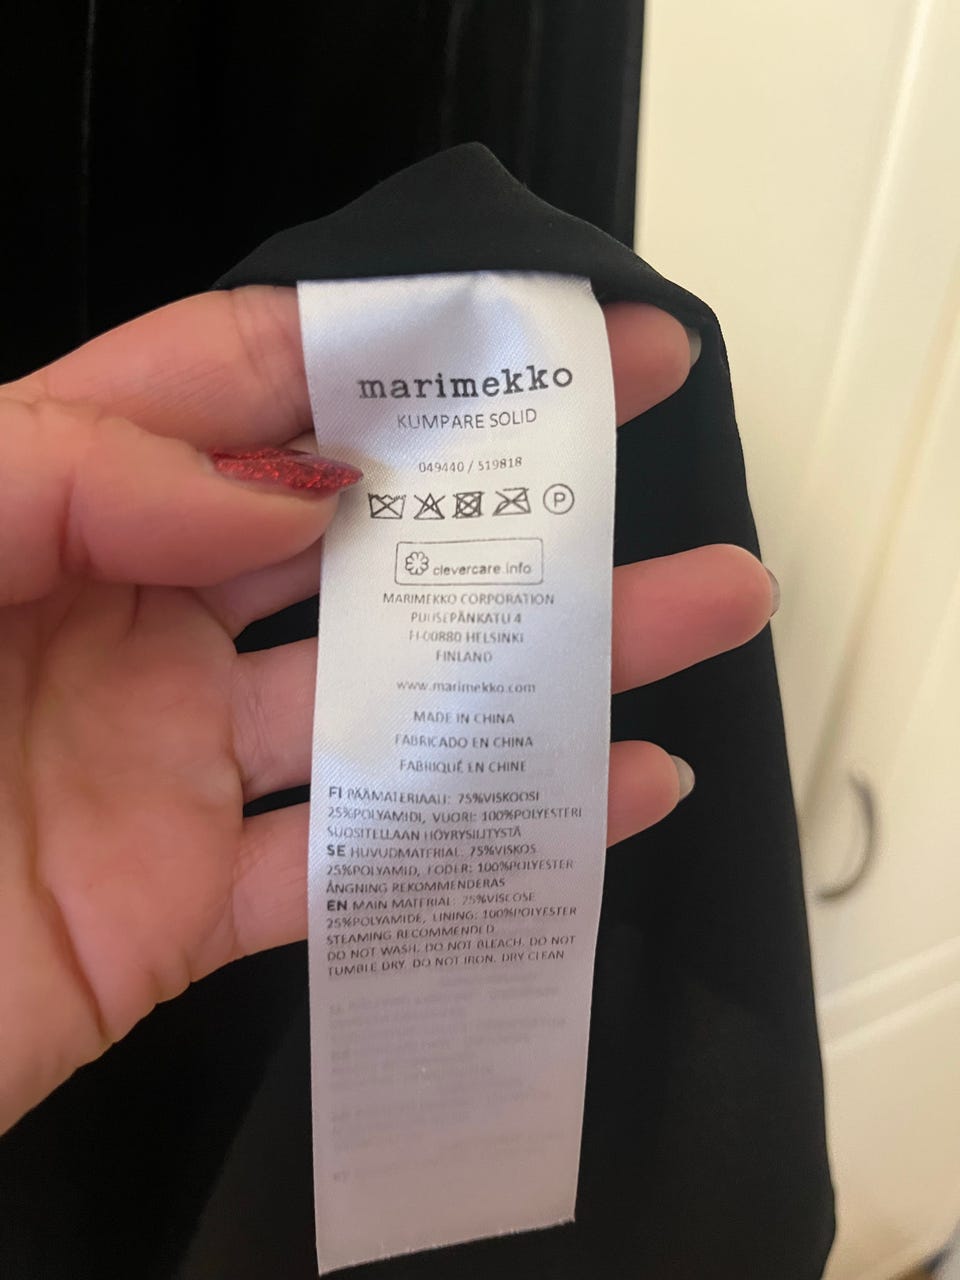 marimekko
KUMPARE SOLID
049440 / 519818
P
clevercare.info
MARIMEKKO CORPORATION
PUUSEPÄNKATU 4
FI-00880 HELSINKI
FINLAND
www.marimekko.com
MADE IN CHINA
FABRICADO EN CHINA
FABRIQUÉ EN CHINE
FI PÄÄMATERIAALI: 75%VISKOOSI
25%POLYAMIDI, VUORI: 100%POLYESTERI
SUOSITELLAAN HÖYRYSILITYSTÄ
SE HUVUDMATERIAL: 75%VISKOS
25%POLYAMID, FODER: 100%POLYESTER
ÅNGNING REKOMMENDERAS
EN MAIN MATERIAL: 75%VISCOSE
25%POLYAMIDE, LINING: 100%POLYESTER
STEAMING RECOMMENDED
DO NOT WASH. DO NOT BLEACH. DO NOT
TUMBLE DRY. DO NOT IRON. DRY CLEAN